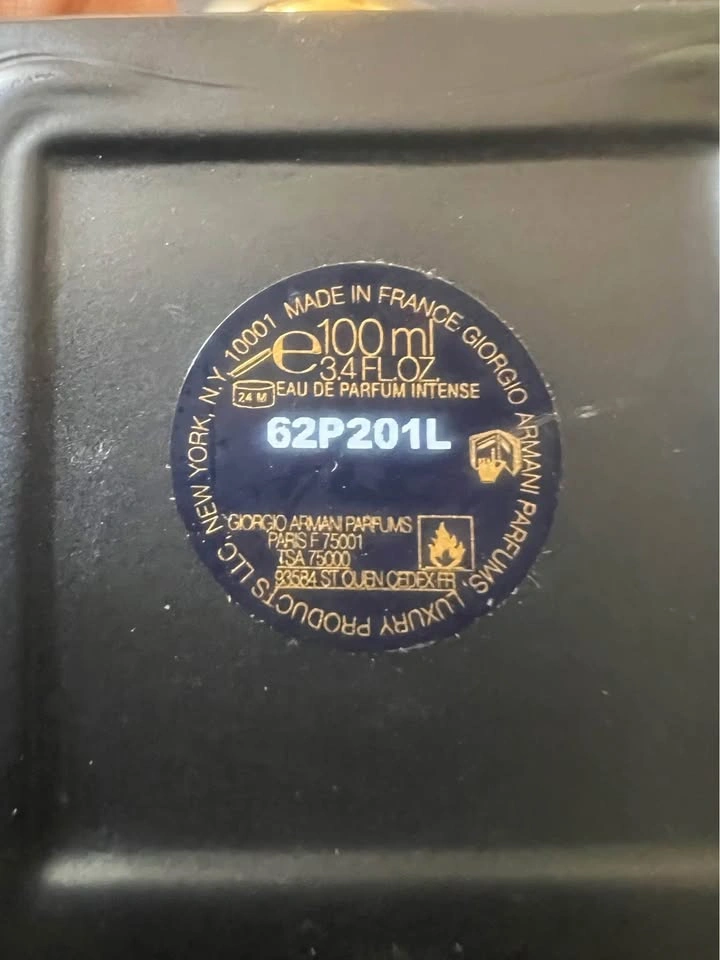 MADE IN FRANCE GIORGIO ARMANI PARFUMS, LUXURY PRODUCTS LLC, NEW YORK, N.Y. 10001
e 100 ml
3.4 FL.OZ.
24 M
EAU DE PARFUM INTENSE
62P201L
GIORGIO ARMANI PARFUMS
PARIS F 75001
TSA 75000
93584 ST OUEN CEDEX FR